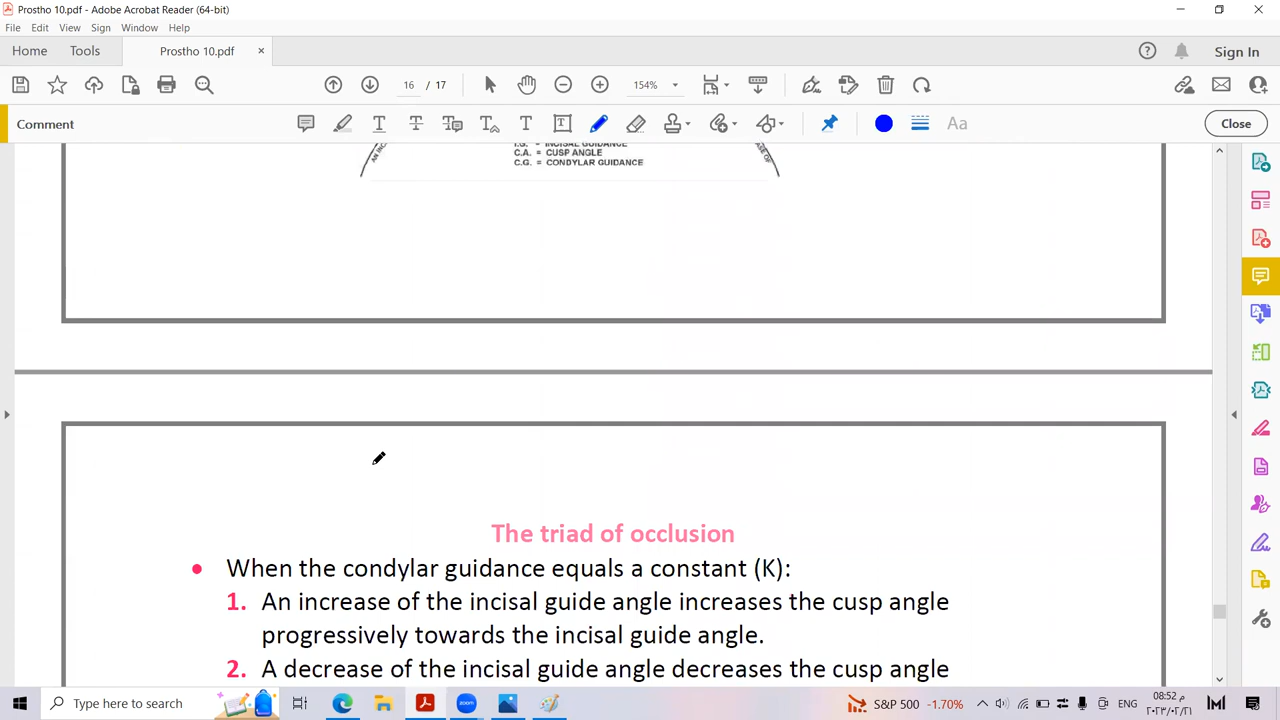 Prostho 10.pdf - Adobe Acrobat Reader (64-bit)
File Edit View Sign Window Help
Home Tools Prostho 10.pdf × Sign In
16 / 17 154%
Comment Close
C.A. = CUSP ANGLE
C.G. = CONDYLAR GUIDANCE
The triad of occlusion
• When the condylar guidance equals a constant (K):
1. An increase of the incisal guide angle increases the cusp angle
progressively towards the incisal guide angle.
2. A decrease of the incisal guide angle decreases the cusp angle
Type here to search
S&P 500 -1.70%
ENG
08:52 م